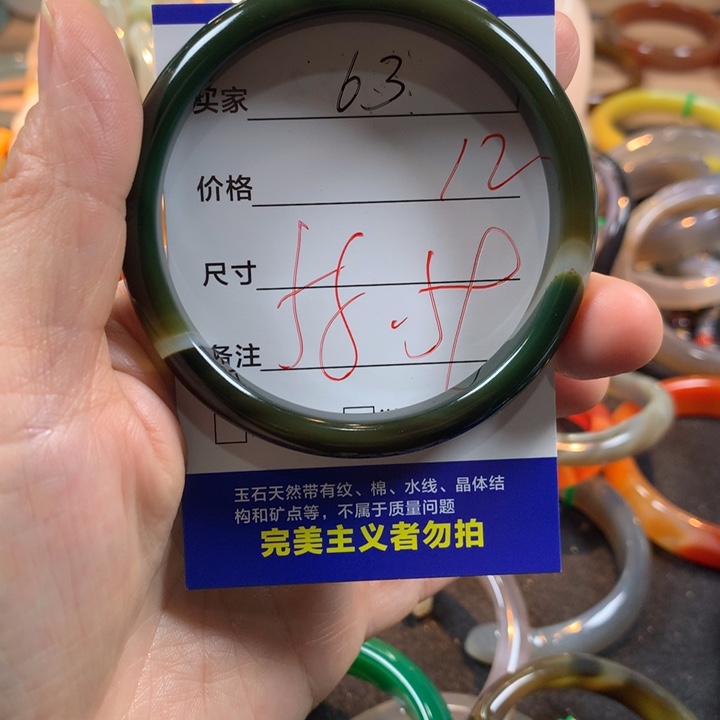 买家 63.
价格 12
尺寸 58.5
备注
玉石天然带有纹、棉、水线、晶体结
构和矿点等，不属于质量问题
完美主义者勿拍